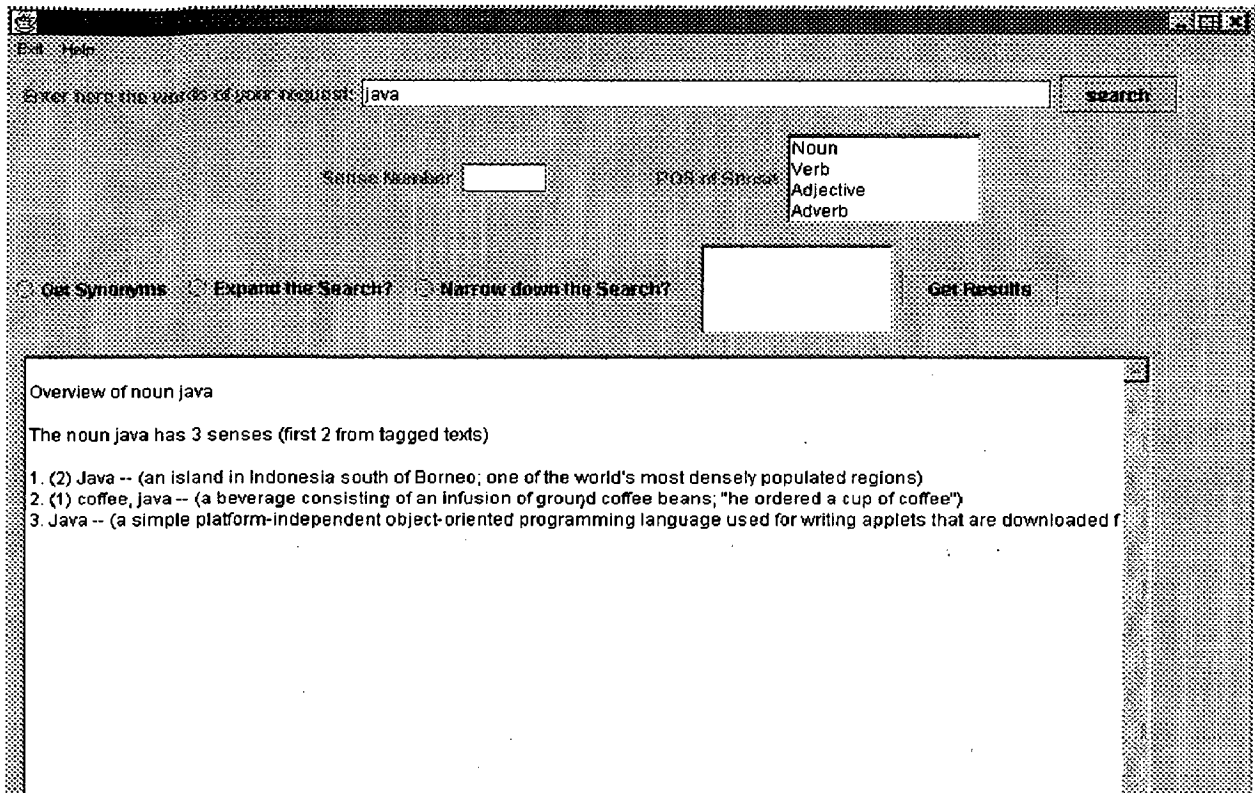 Exit Help
Enter here the words of your request: java search
Sense Number POS of Sense
Noun
Verb
Adjective
Adverb
Get Synonyms Expand the Search? Narrow down the Search? Get Results
Overview of noun java
The noun java has 3 senses (first 2 from tagged texts)
1. (2) Java -- (an island in Indonesia south of Borneo; one of the world's most densely populated regions)
2. (1) coffee, java -- (a beverage consisting of an infusion of ground coffee beans; "he ordered a cup of coffee")
3. Java -- (a simple platform-independent object-oriented programming language used for writing applets that are downloaded f